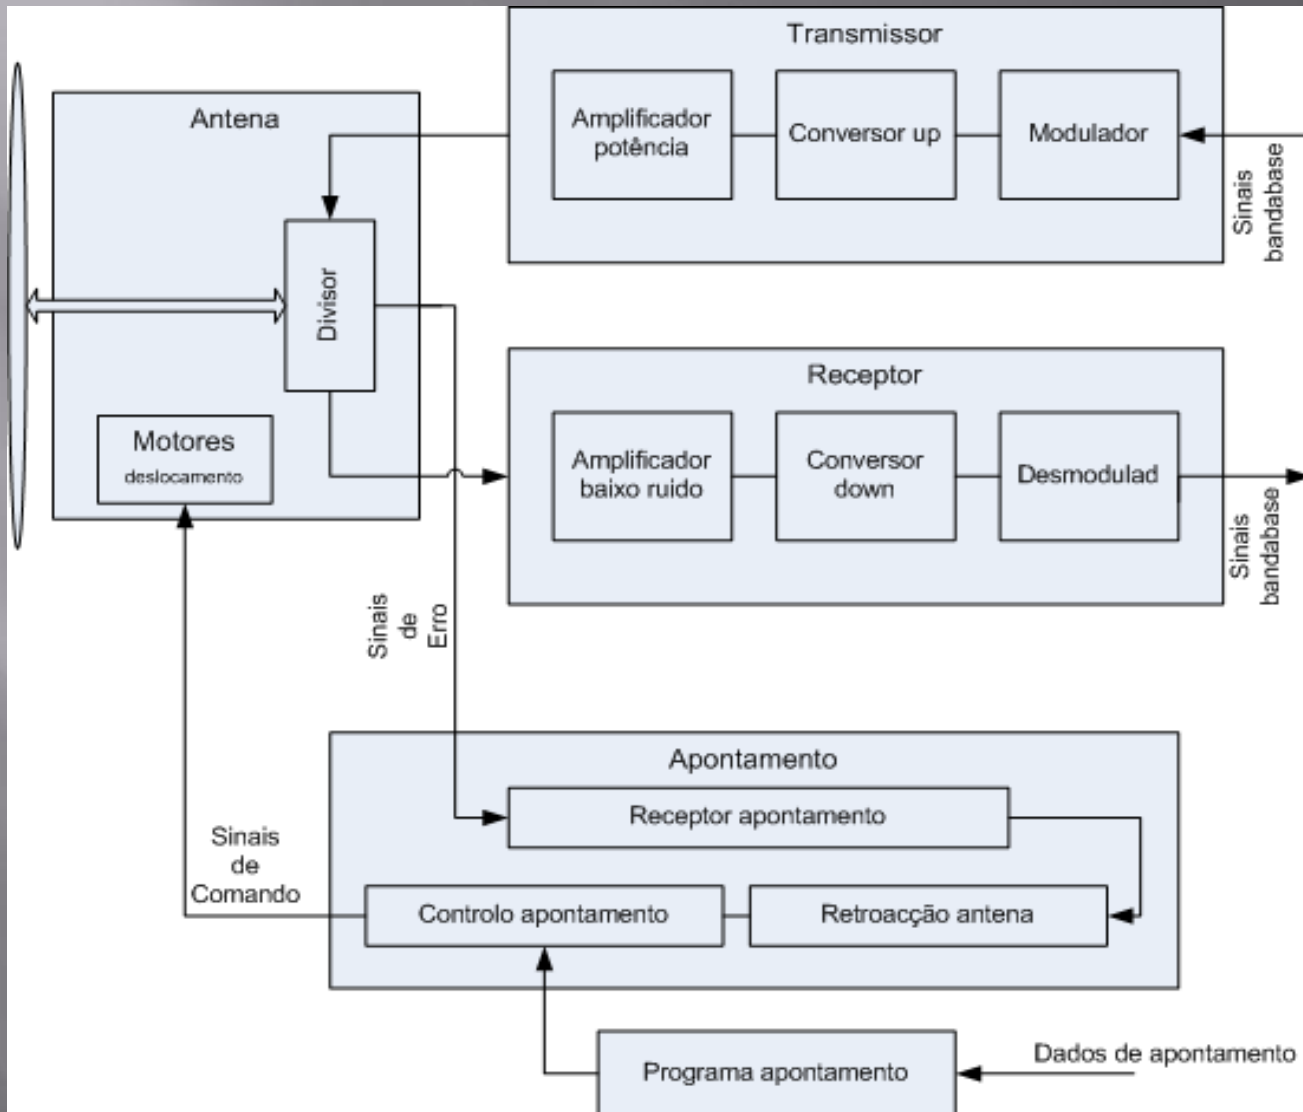 Transmissor
Amplificador
potência
Conversor up
Modulador
Sinais
bandabase
Antena
Divisor
Motores
deslocamento
Receptor
Amplificador
baixo ruido
Conversor
down
Desmodulad
Sinais
bandabase
Sinais
de
Erro
Apontamento
Receptor apontamento
Sinais
de
Comando
Controlo apontamento
Retroacção antena
Programa apontamento
Dados de apontamento